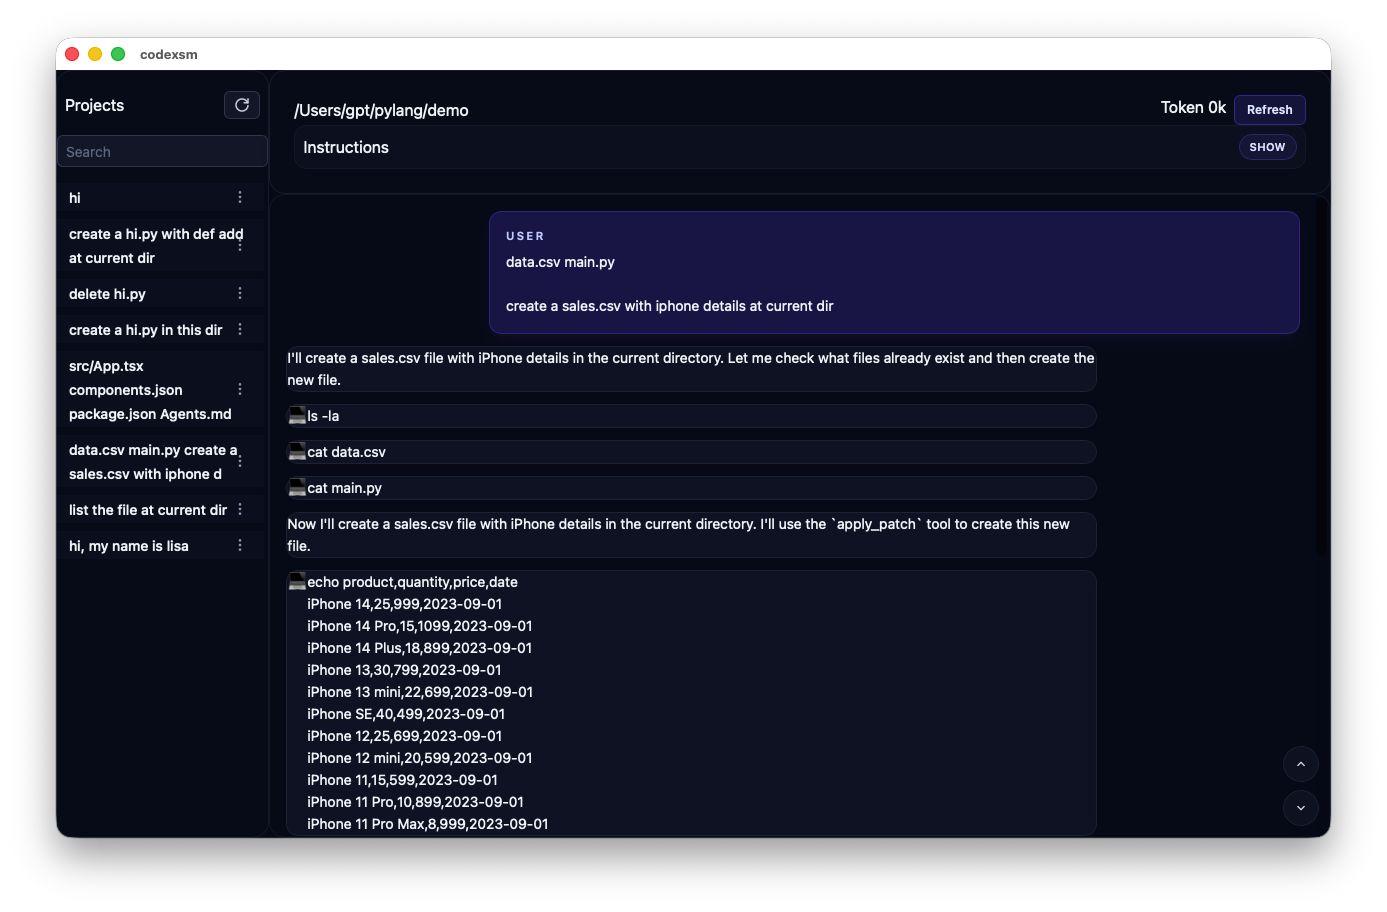 codexsm
Projects
Search
hi
create a hi.py with def add
at current dir
delete hi.py
create a hi.py in this dir
src/App.tsx
components.json
package.json Agents.md
data.csv main.py create a
sales.csv with iphone d
list the file at current dir
hi, my name is lisa
/Users/gpt/pylang/demo
Token 0k
Refresh
Instructions
SHOW
USER
data.csv main.py
create a sales.csv with iphone details at current dir
I'll create a sales.csv file with iPhone details in the current directory. Let me check what files already exist and then create the
new file.
ls -la
cat data.csv
cat main.py
Now I'll create a sales.csv file with iPhone details in the current directory. I'll use the `apply_patch` tool to create this new
file.
echo product,quantity,price,date
iPhone 14,25,999,2023-09-01
iPhone 14 Pro,15,1099,2023-09-01
iPhone 14 Plus,18,899,2023-09-01
iPhone 13,30,799,2023-09-01
iPhone 13 mini,22,699,2023-09-01
iPhone SE,40,499,2023-09-01
iPhone 12,25,699,2023-09-01
iPhone 12 mini,20,599,2023-09-01
iPhone 11,15,599,2023-09-01
iPhone 11 Pro,10,899,2023-09-01
iPhone 11 Pro Max,8,999,2023-09-01